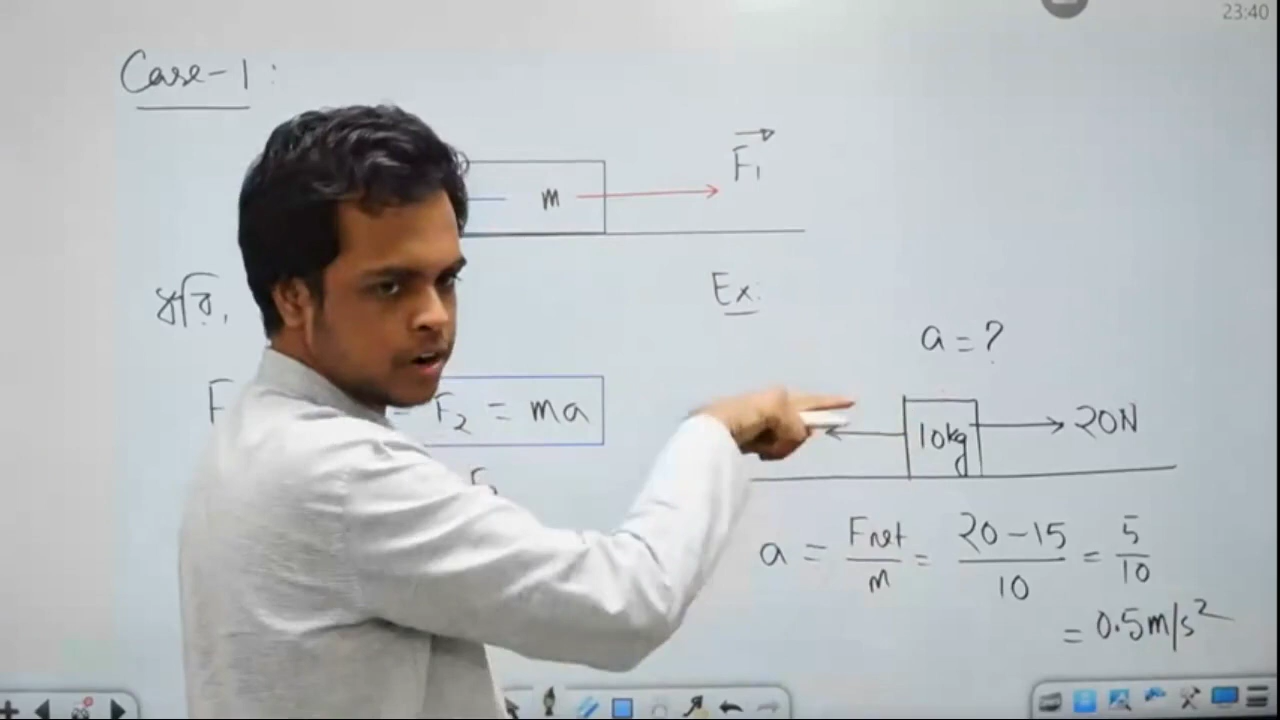 23:40
Case-1:
F₁
m
ধরি,
Ex:
a = ?
F₂ = ma
10kg
20N
a = Fnet/m = 20-15/10 = 5/10
= 0.5m/s²